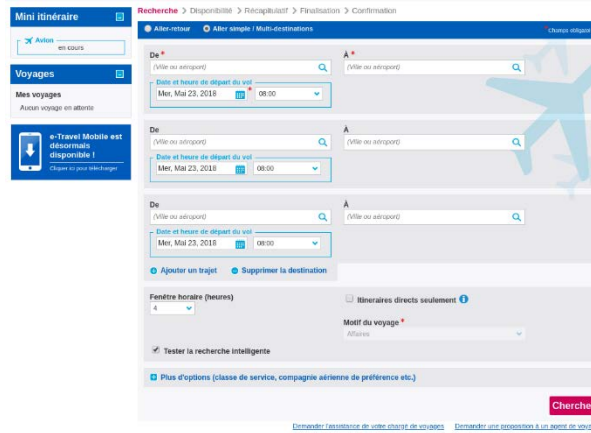 Mini itinéraire
Avion
en cours
Voyages
Mes voyages
Aucun voyage en attente
e-Travel Mobile est
désormais
disponible !
Cliquer ici pour télécharger
Recherche > Disponibilité > Récapitulatif > Finalisation > Confirmation
Aller-retour Aller simple / Multi-destinations
*Champs obligatoi
De * À *
(Ville ou aéroport) (Ville ou aéroport)
Date et heure de départ du vol
Mer, Mai 23, 2018 * 08:00
De À
(Ville ou aéroport) (Ville ou aéroport)
Date et heure de départ du vol
Mer, Mai 23, 2018 08:00
De À
(Ville ou aéroport) (Ville ou aéroport)
Date et heure de départ du vol
Mer, Mai 23, 2018 08:00
Ajouter un trajet Supprimer la destination
Fenêtre horaire (heures)
4
Itineraires directs seulement
Motif du voyage *
Affaires
Tester la recherche intelligente
Plus d'options (classe de service, compagnie aérienne de préférence etc.)
Cherche
Demander l'assistance de votre chargé de voyages Demander une proposition à un agent de voya